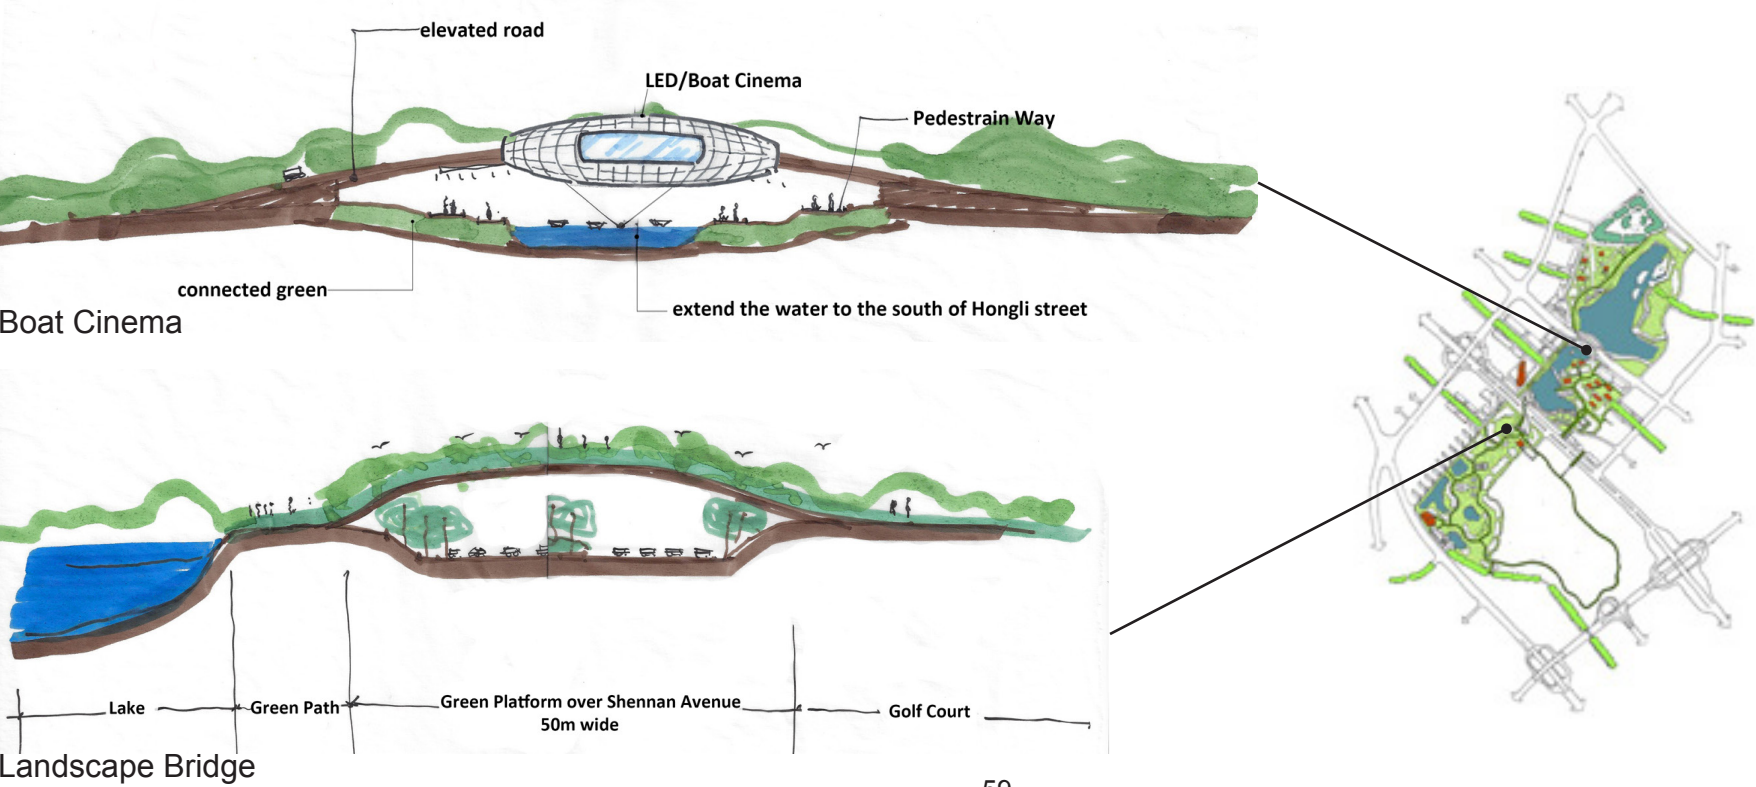 elevated road
LED/Boat Cinema
Pedestrain Way
connected green
extend the water to the south of Hongli street
Boat Cinema
Lake
Green Path
Green Platform over Shennan Avenue
50m wide
Golf Court
Landscape Bridge